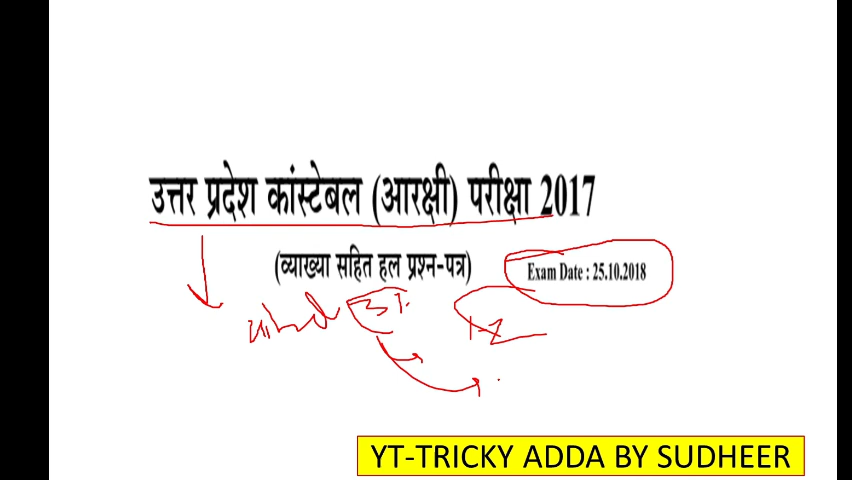 उत्तर प्रदेश कांस्टेबल (आरक्षी) परीक्षा 2017
(व्याख्या सहित हल प्रश्न-पत्र)
Exam Date : 25.10.2018
YT-TRICKY ADDA BY SUDHEER